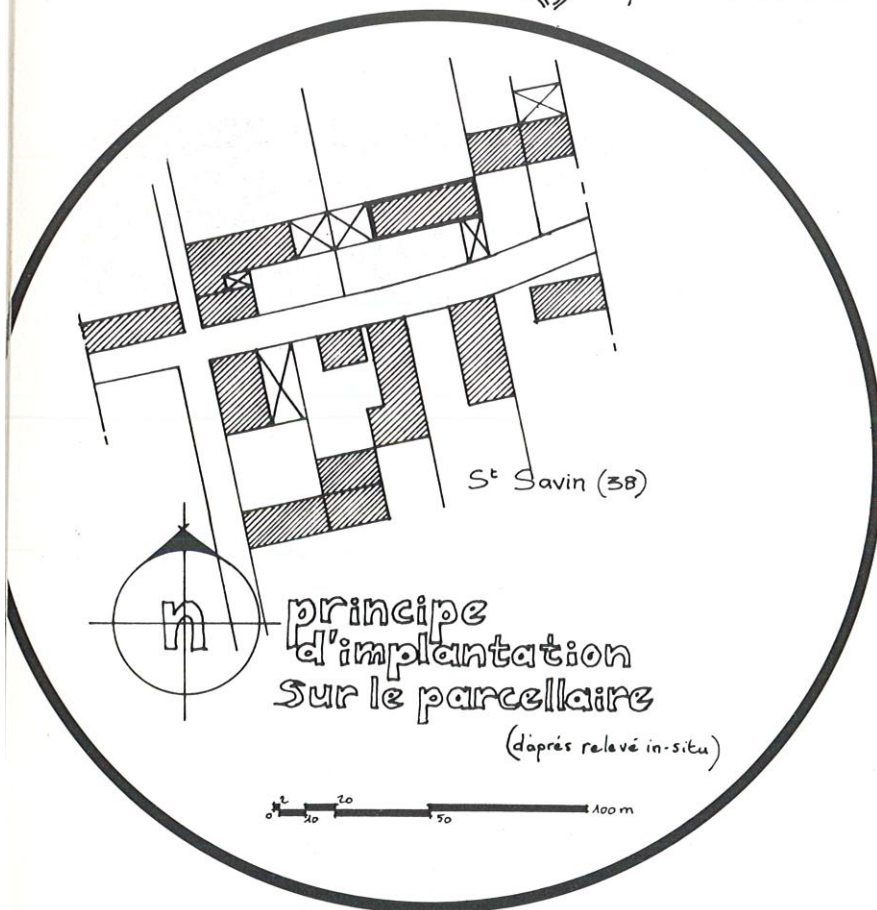 St Savin (38)
n
principe
d'implantation
sur le parcellaire
(d'après relevé in-situ)
0 2 10 20 50 100 m